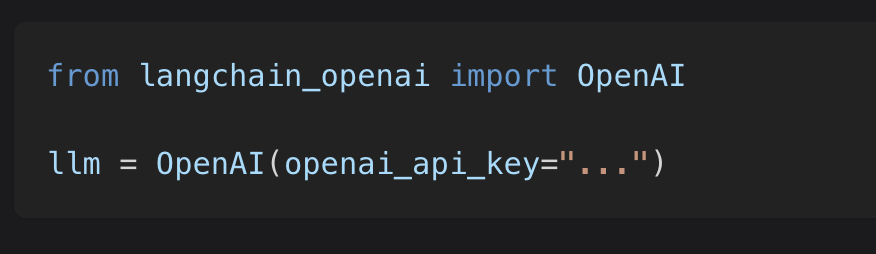 from langchain_openai import OpenAI
llm = OpenAI(openai_api_key="...")